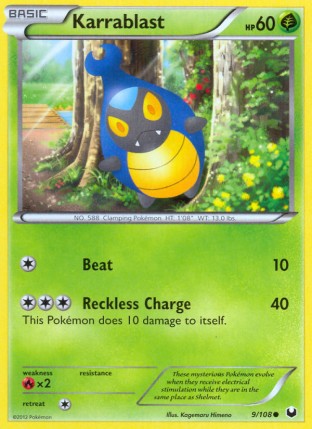 BASIC
Karrablast
HP60
NO. 588 Clamping Pokémon. HT. 1'08" WT. 13.0 lbs.
Beat 10
Reckless Charge 40
This Pokémon does 10 damage to itself.
weakness
resistance
×2
retreat
These mysterious Pokémon evolve
when they receive electrical
stimulation while they are in the
same place as Shelmet.
©2012 Pokémon
Illus. Kagemaru Himeno
9/108